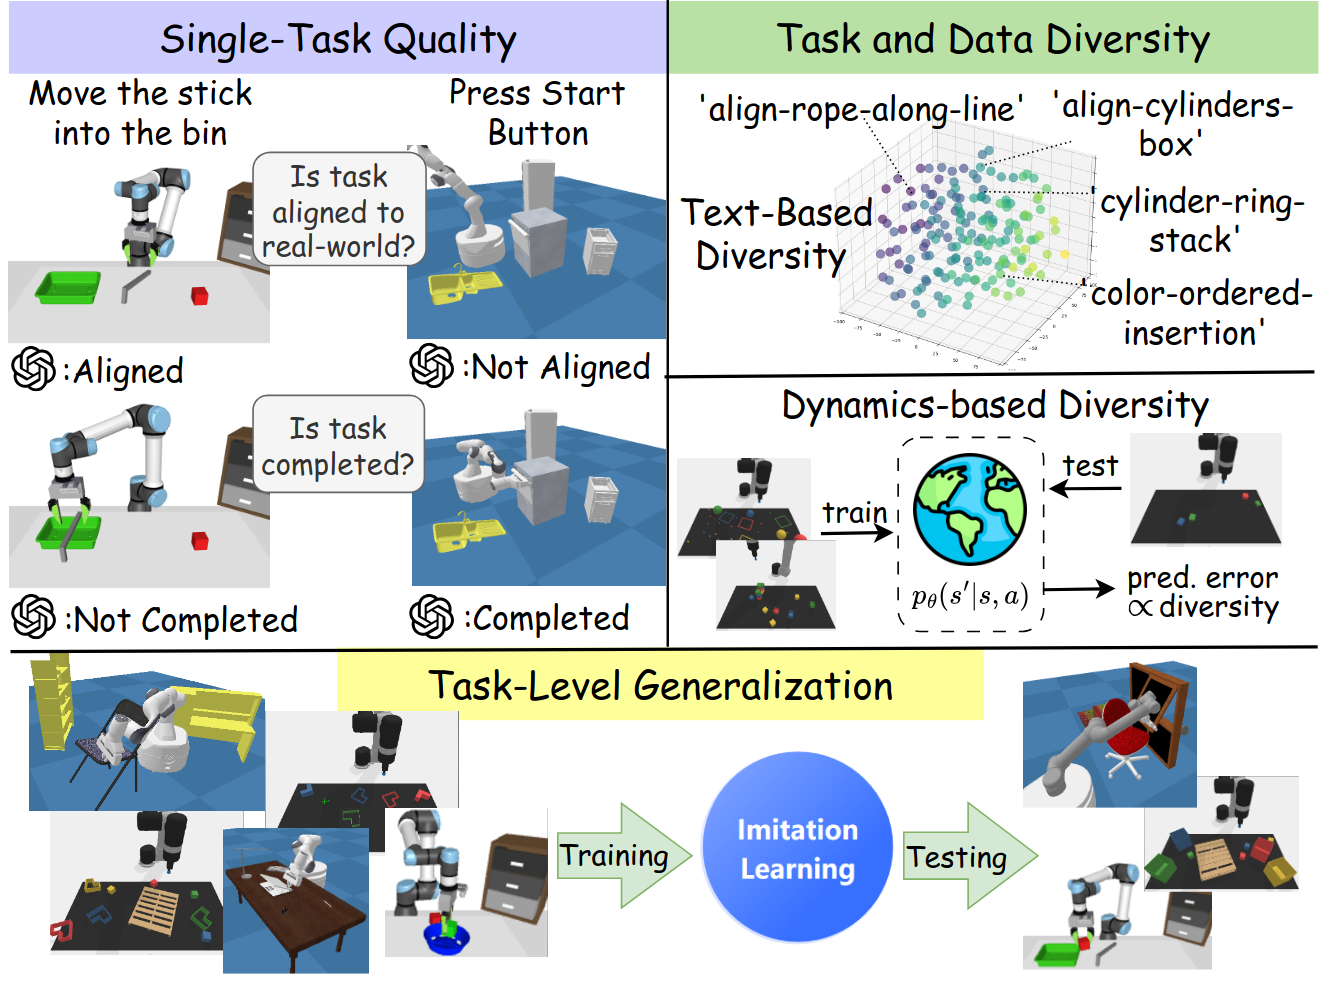 Single-Task Quality
Move the stick
into the bin
Press Start
Button
Is task
aligned to
real-world?
:Aligned
:Not Aligned
Is task
completed?
:Not Completed
:Completed
Task and Data Diversity
'align-rope-along-line'
'align-cylinders-
box'
Text-Based
Diversity
'cylinder-ring-
stack'
'color-ordered-
insertion'
Dynamics-based Diversity
train
test
pθ(s'|s, a)
pred. error
∝ diversity
Task-Level Generalization
Training
Imitation
Learning
Testing